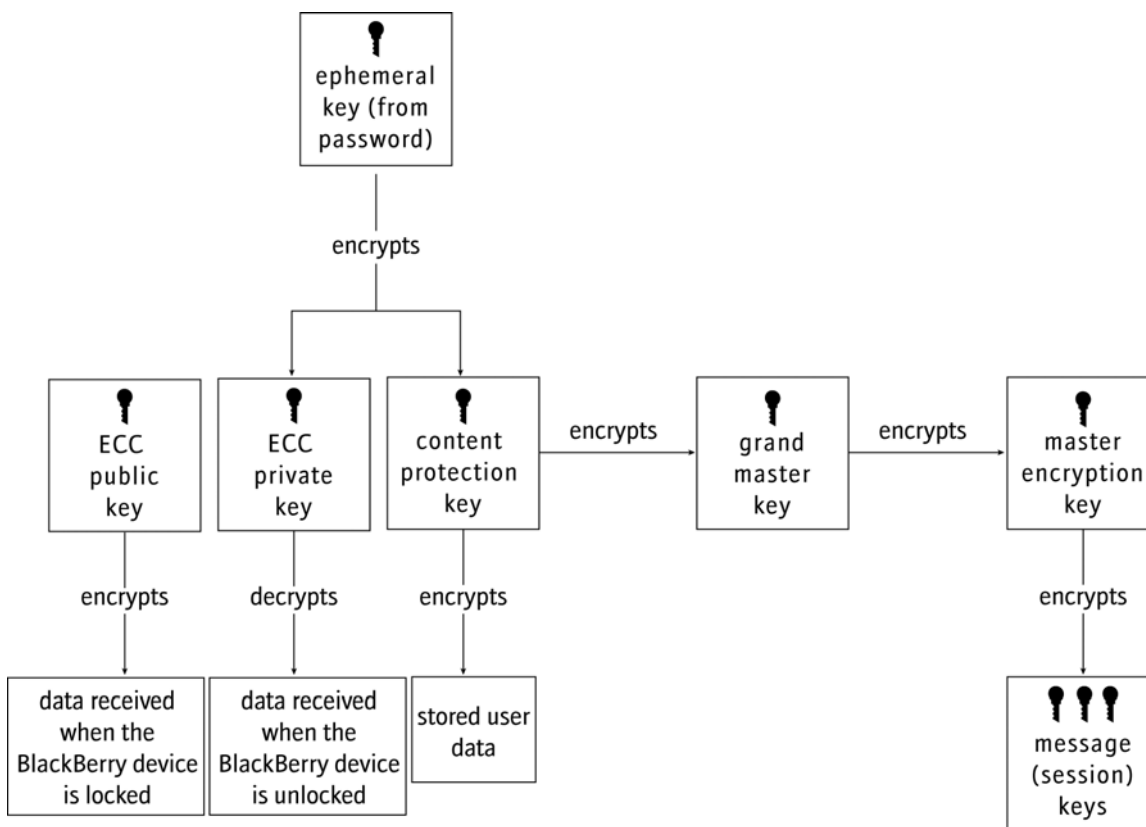 ephemeral
key (from
password)
encrypts
ECC
public
key
ECC
private
key
content
protection
key
encrypts
grand
master
key
encrypts
master
encryption
key
encrypts
decrypts
encrypts
encrypts
data received
when the
BlackBerry device
is locked
data received
when the
BlackBerry device
is unlocked
stored user
data
message
(session)
keys